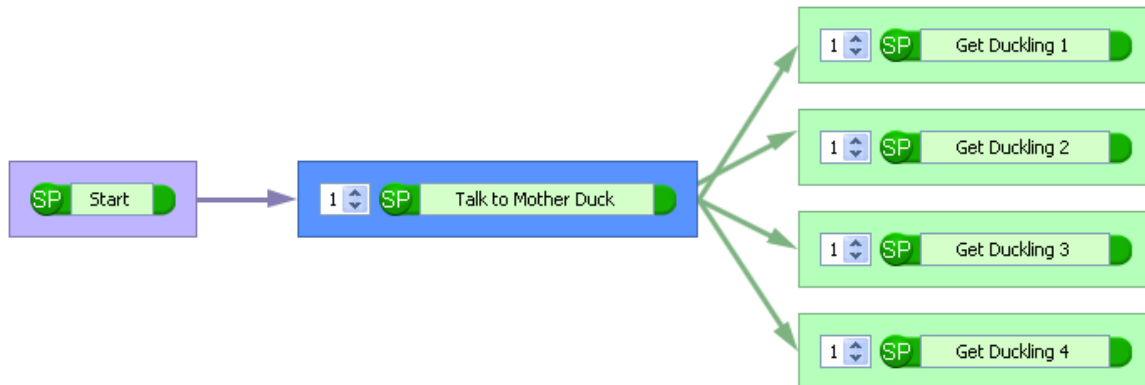 SP Start
1 SP Talk to Mother Duck
1 SP Get Duckling 1
1 SP Get Duckling 2
1 SP Get Duckling 3
1 SP Get Duckling 4